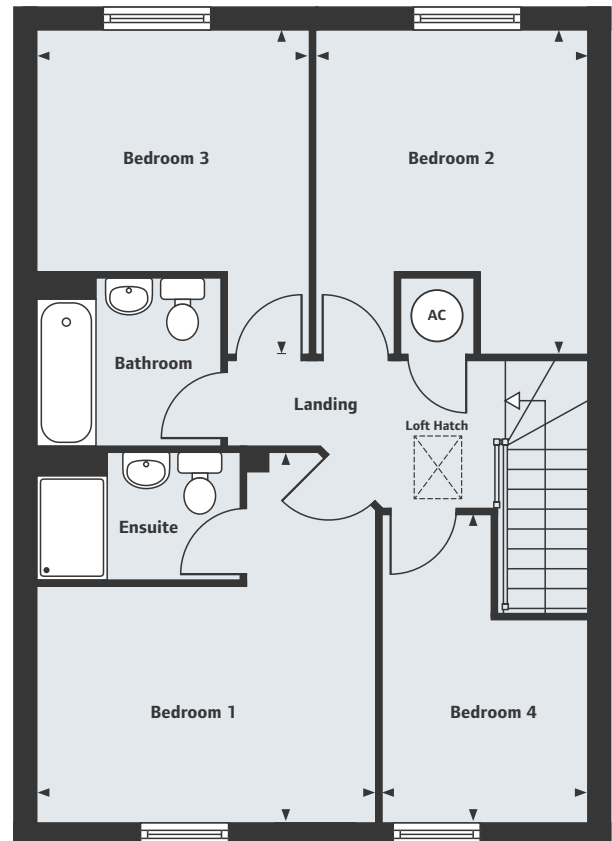 Bedroom 3
Bedroom 2
AC
Bathroom
Landing
Loft Hatch
Ensuite
Bedroom 1
Bedroom 4